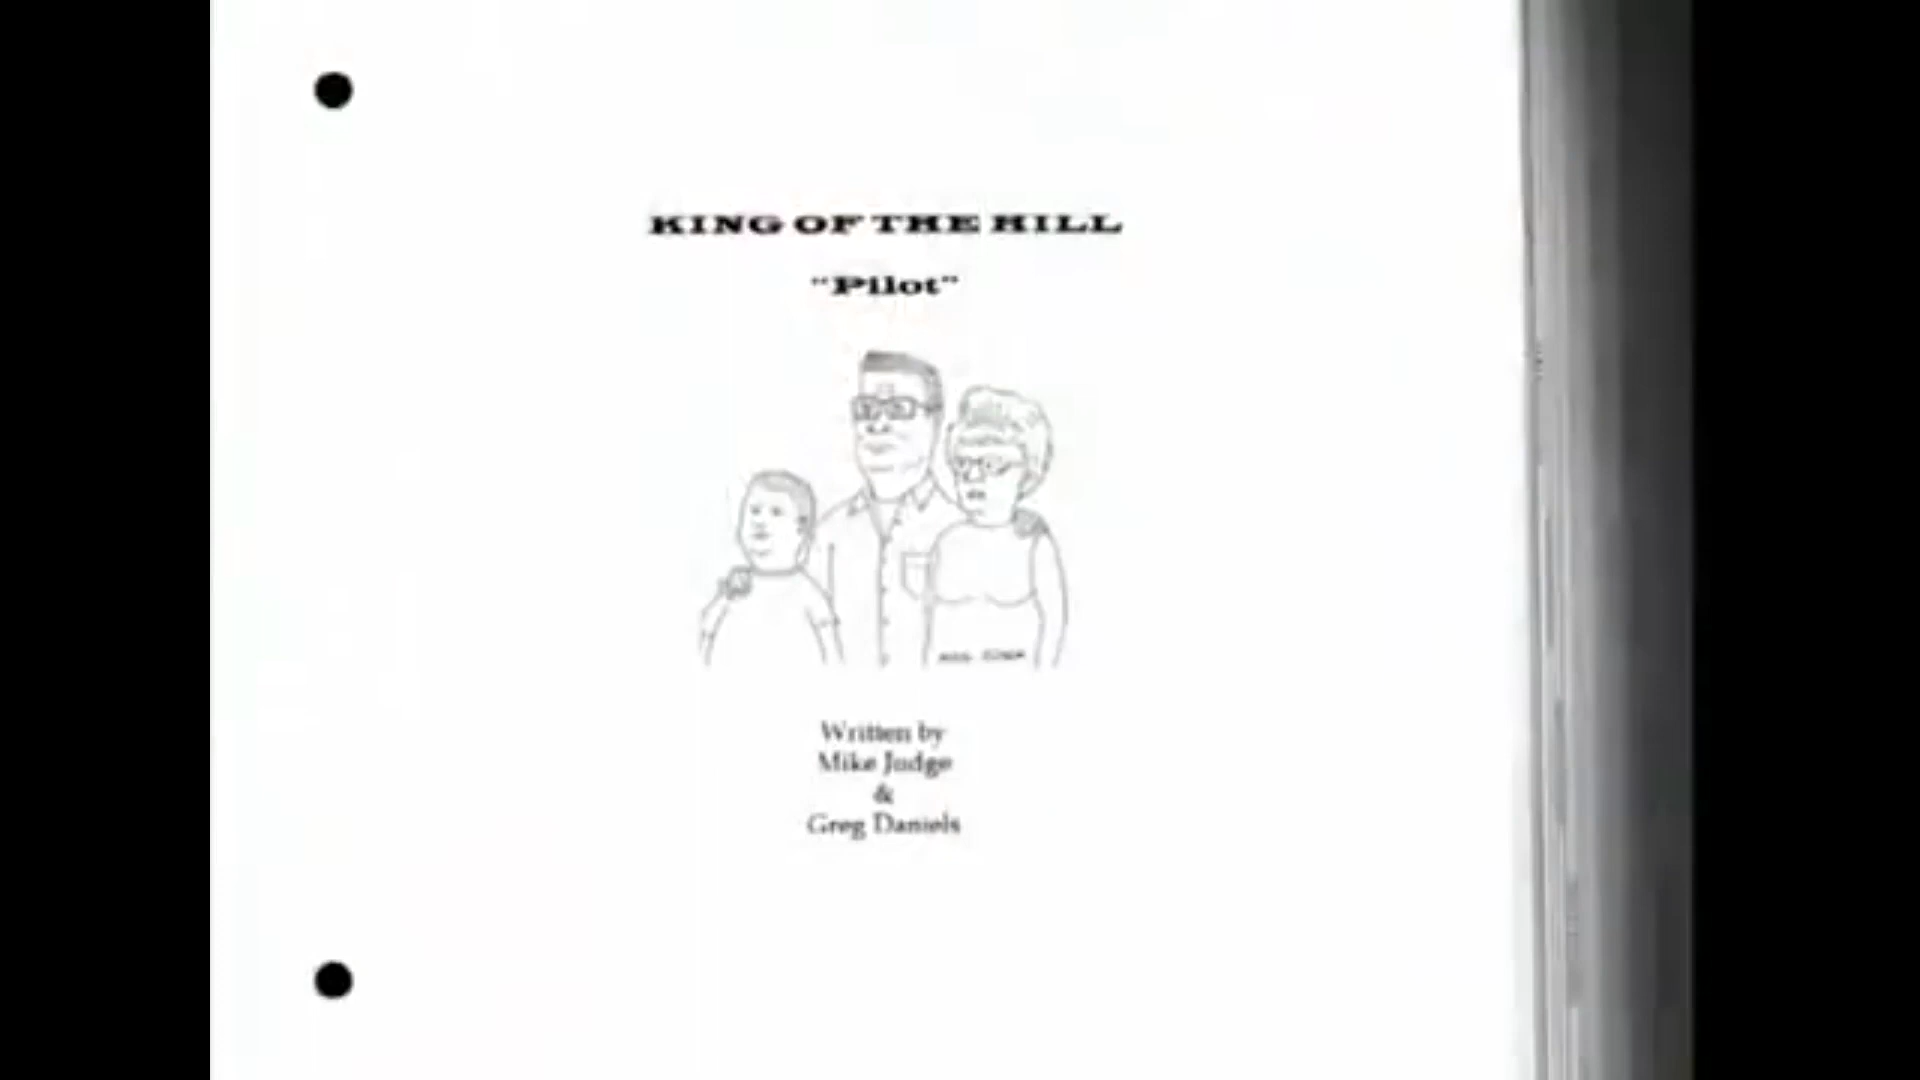 KING OF THE HILL
"Pilot"
Written by
Mike Judge
&
Greg Daniels